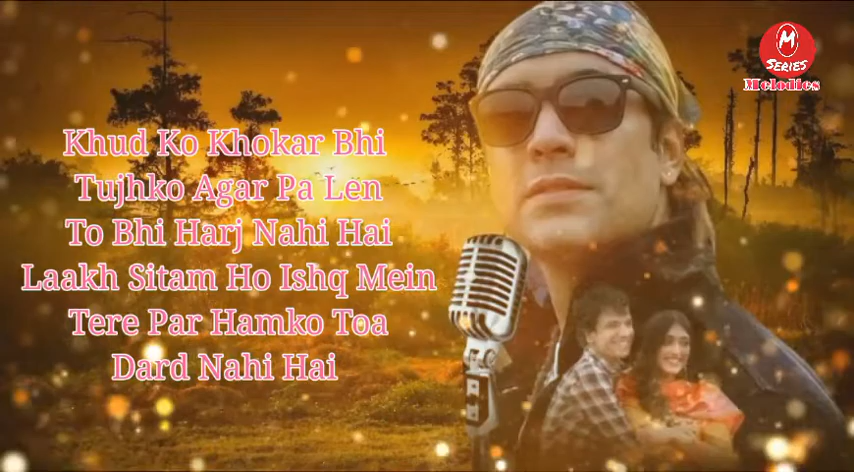 M
SERIES
Melodies
Khud Ko Khokar Bhi
Tujhko Agar Pa Len
To Bhi Harj Nahi Hai
Laakh Sitam Ho Ishq Mein
Tere Par Hamko Toa
Dard Nahi Hai